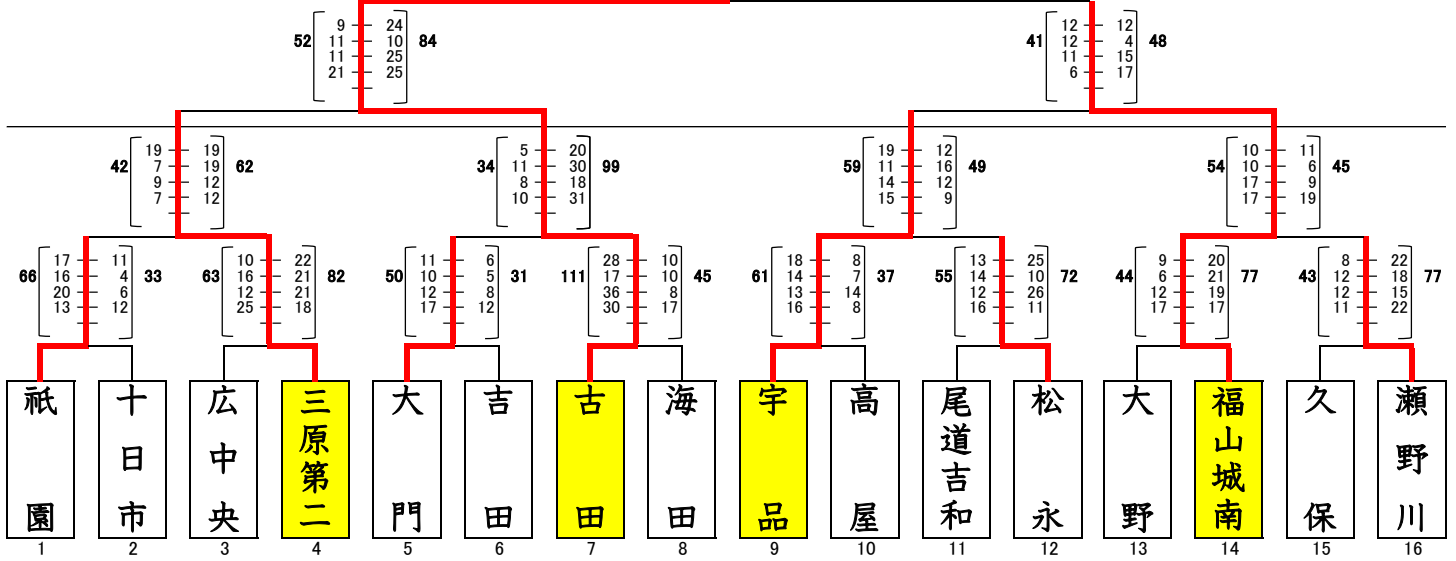 52 9 24 84
11 10
11 25
21 25
41 12 12 48
12 4
11 15
6 17
42 19 19 62
7 19
9 12
7 12
34 5 20 99
11 30
8 18
10 31
59 19 12 49
11 16
14 12
15 9
54 10 11 45
10 6
17 9
17 19
66 17 11 33
16 4
20 6
13 12
63 10 22 82
16 21
12 21
25 18
50 11 6 31
10 5
12 8
17 12
111 28 10 45
17 10
36 8
30 17
61 18 8 37
14 7
13 14
16 8
55 13 25 72
14 10
12 26
16 11
44 9 20 77
6 21
12 19
17 17
43 8 22 77
12 18
12 15
11 22
祇園
十日市
広中央
三原第二
大門
吉田
古田
海田
宇品
高屋
尾道吉和
松永
大野
福山城南
久保
瀬野川
1 2 3 4 5 6 7 8 9 10 11 12 13 14 15 16